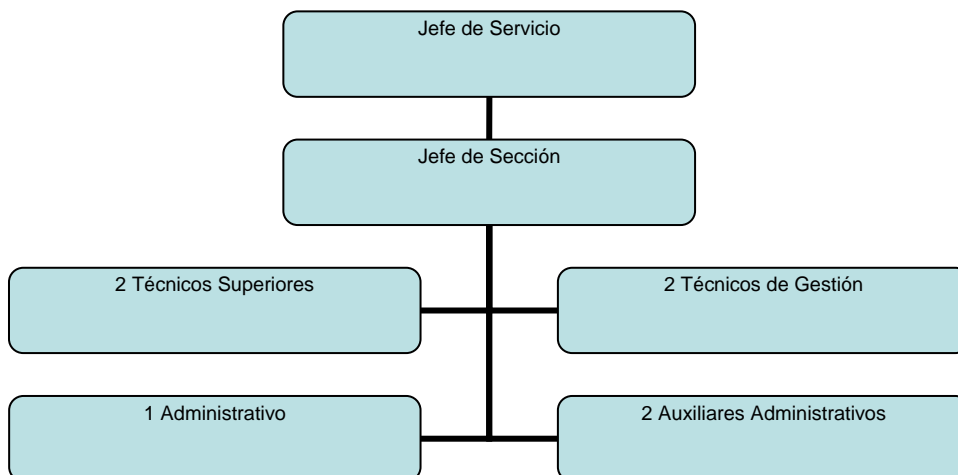 Jefe de Servicio
Jefe de Sección
2 Técnicos Superiores
2 Técnicos de Gestión
1 Administrativo
2 Auxiliares Administrativos